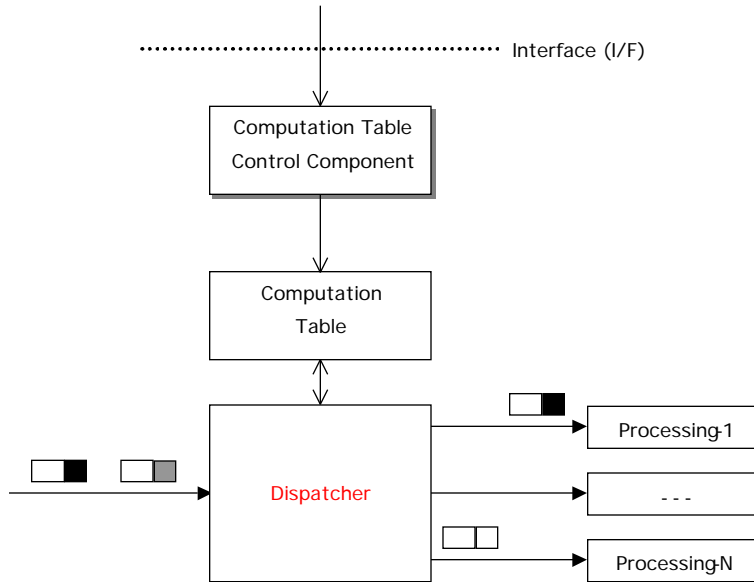 Interface (I/F)
Computation Table
Control Component
Computation
Table
Dispatcher
Processing-1
- - -
Processing-N